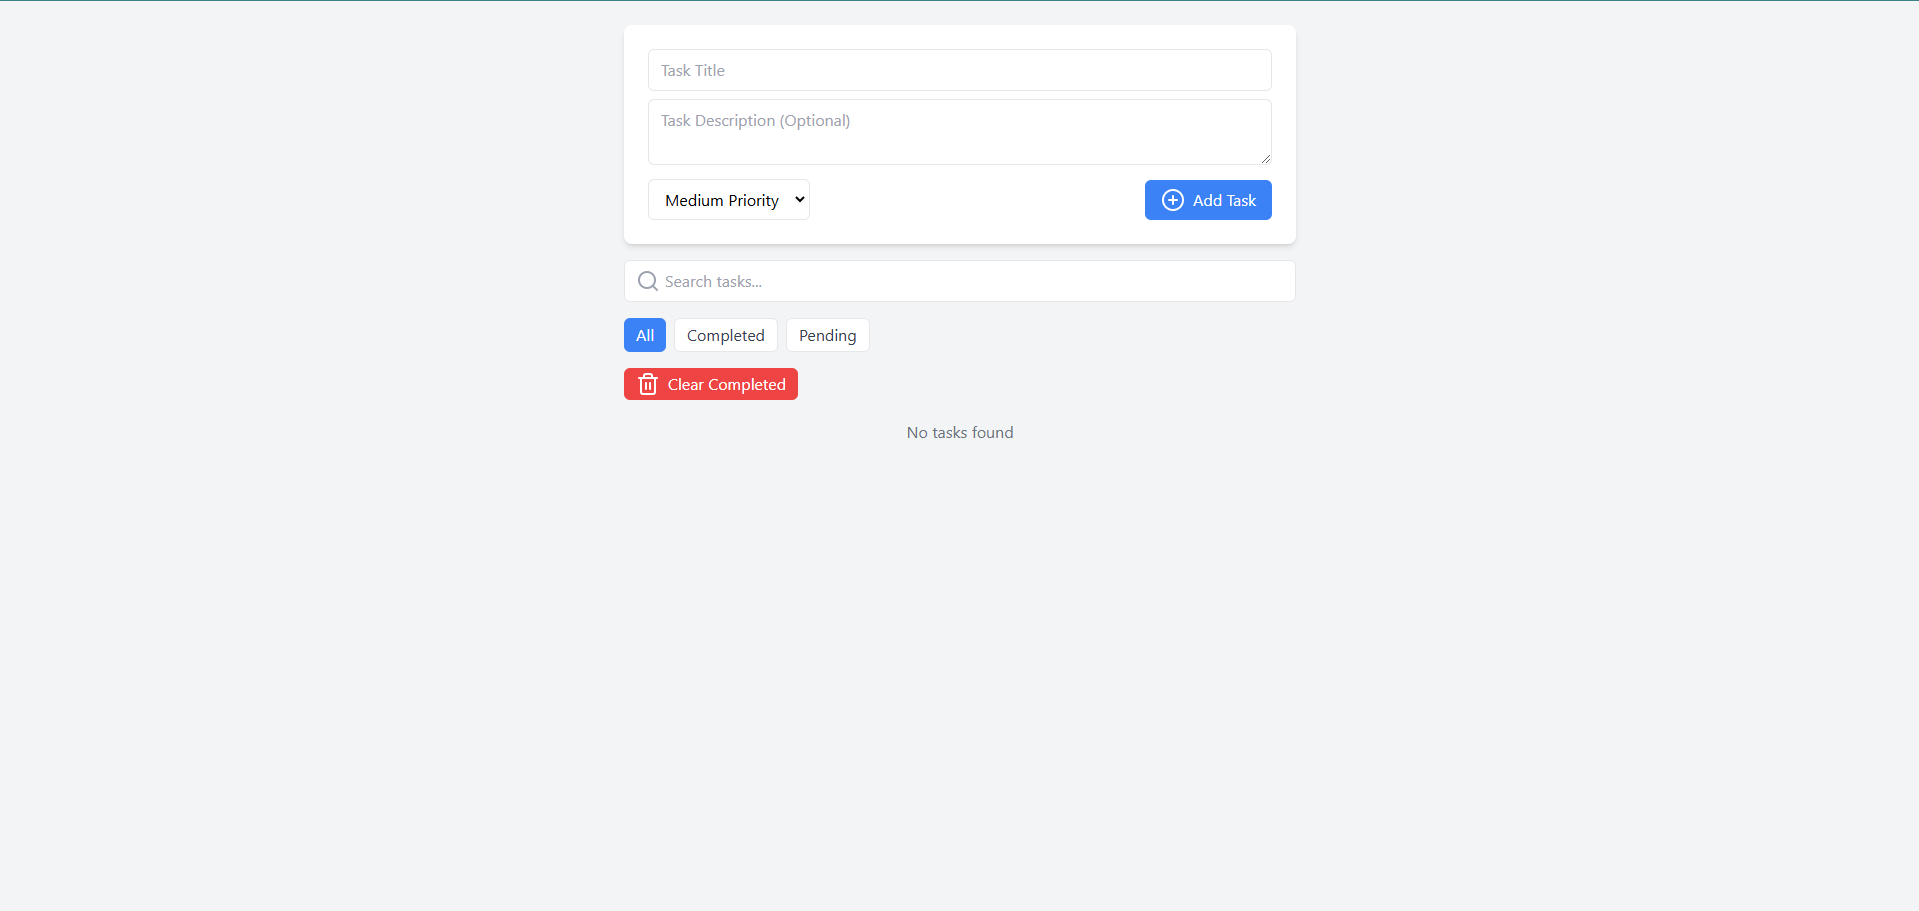 Task Title
Task Description (Optional)
Medium Priority
Add Task
Search tasks...
All
Completed
Pending
Clear Completed
No tasks found